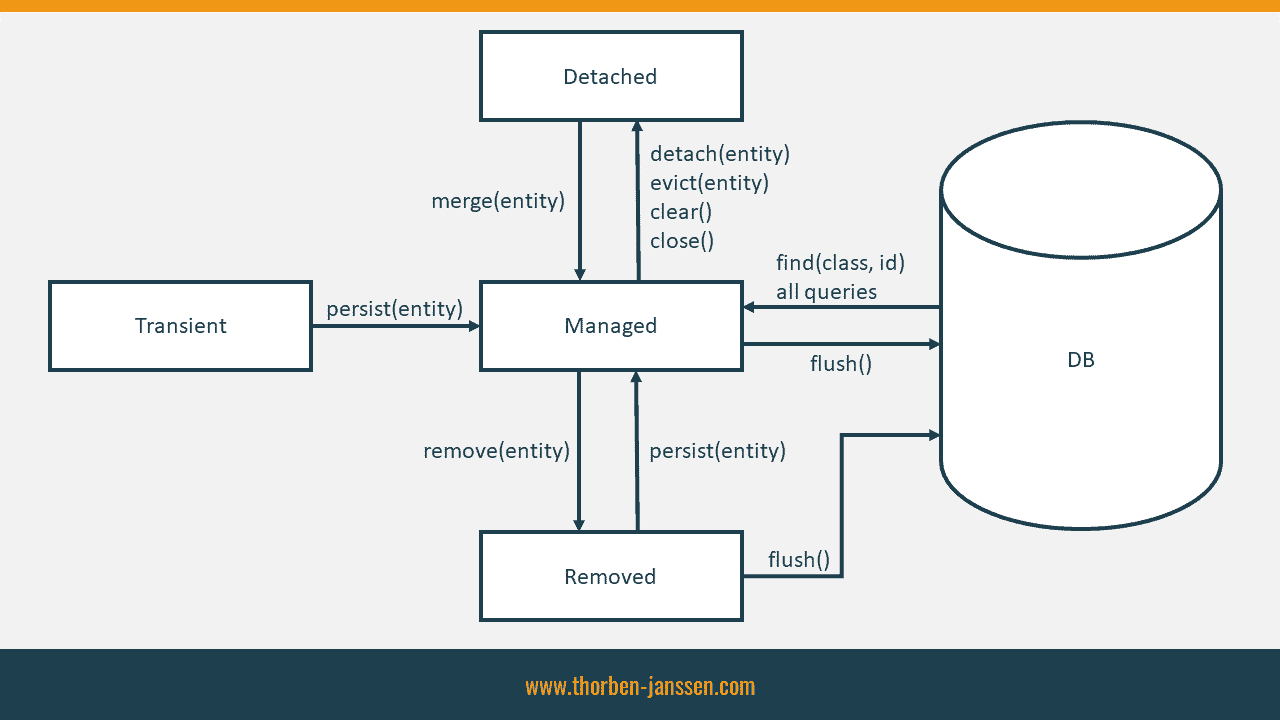 Detached
detach(entity)
evict(entity)
clear()
close()
merge(entity)
find(class, id)
all queries
Transient
persist(entity)
Managed
flush()
DB
remove(entity)
persist(entity)
Removed
flush()
www.thorben-janssen.com